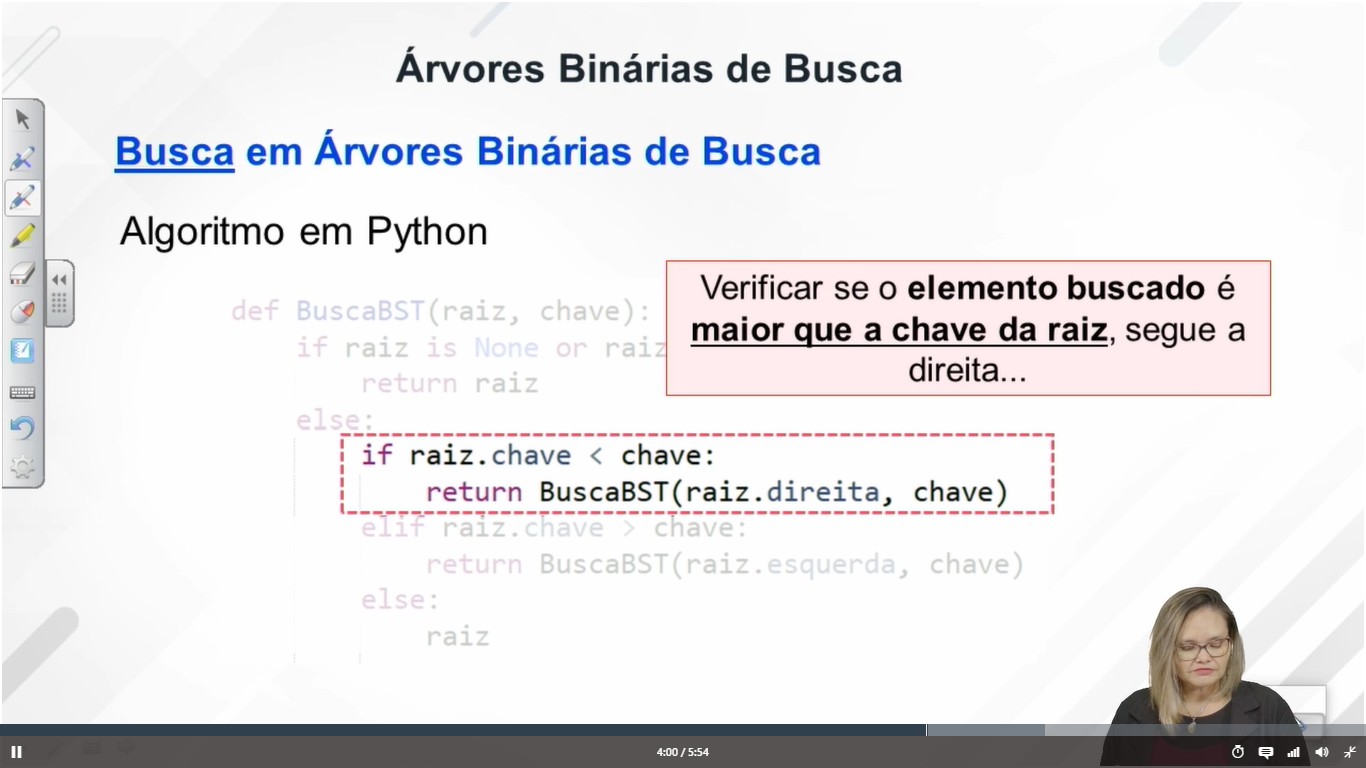 Árvores Binárias de Busca
Busca em Árvores Binárias de Busca
Algoritmo em Python
Verificar se o elemento buscado é
maior que a chave da raiz, segue a
direita...
def BuscaBST(raiz, chave):
if raiz is None or raiz
return raiz
else:
if raiz.chave < chave:
return BuscaBST(raiz.direita, chave)
elif raiz.chave > chave:
return BuscaBST(raiz.esquerda, chave)
else:
raiz
4:00 / 5:54